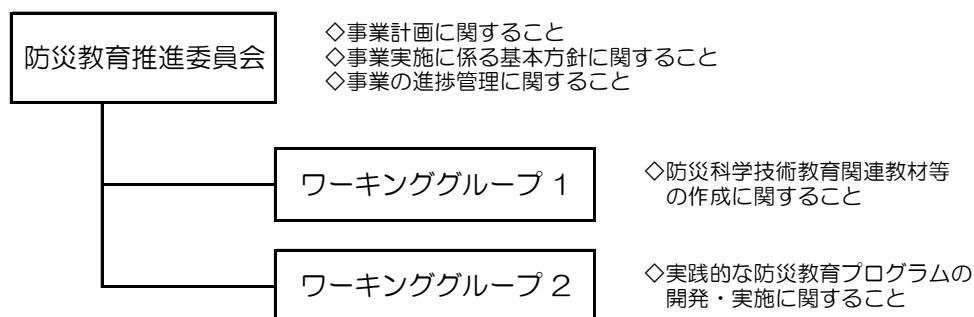 防災教育推進委員会
◇事業計画に関すること
◇事業実施に係る基本方針に関すること
◇事業の進捗管理に関すること
ワーキンググループ 1
◇防災科学技術教育関連教材等
の作成に関すること
ワーキンググループ 2
◇実践的な防災教育プログラムの
開発・実施に関すること